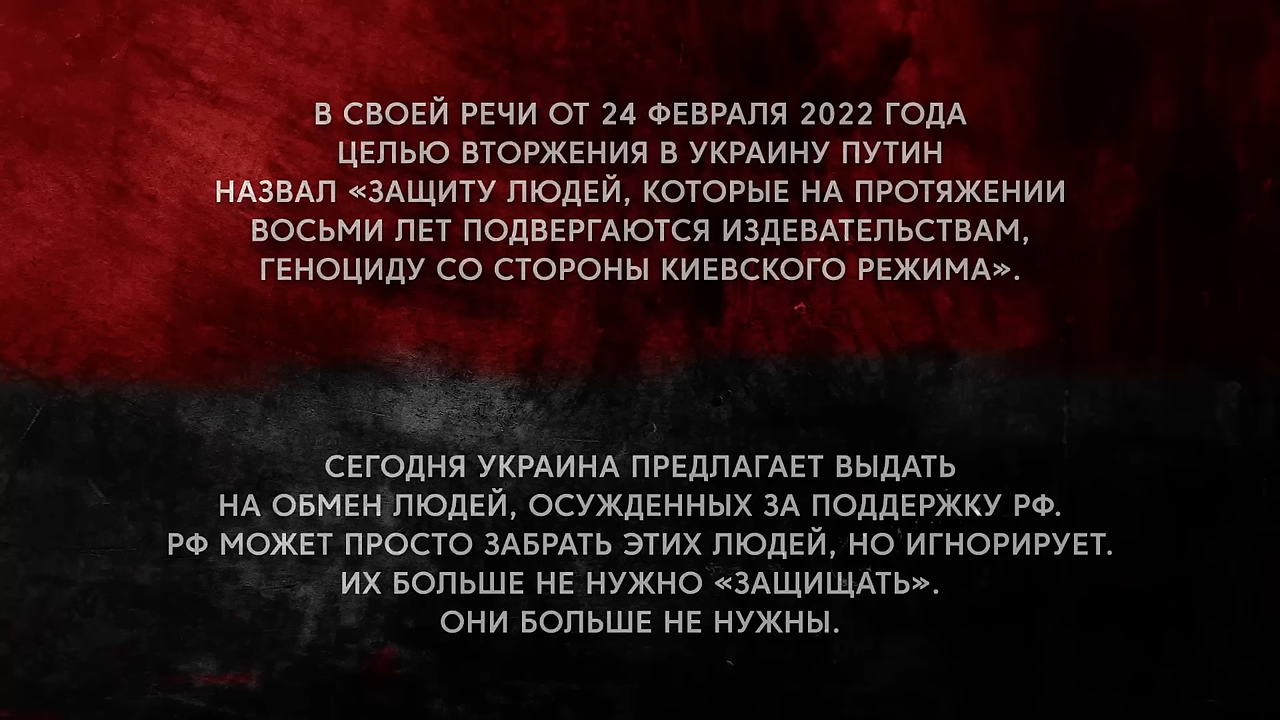 В СВОЕЙ РЕЧИ ОТ 24 ФЕВРАЛЯ 2022 ГОДА
ЦЕЛЬЮ ВТОРЖЕНИЯ В УКРАИНУ ПУТИН
НАЗВАЛ «ЗАЩИТУ ЛЮДЕЙ, КОТОРЫЕ НА ПРОТЯЖЕНИИ
ВОСЬМИ ЛЕТ ПОДВЕРГАЮТСЯ ИЗДЕВАТЕЛЬСТВАМ,
ГЕНОЦИДУ СО СТОРОНЫ КИЕВСКОГО РЕЖИМА».
СЕГОДНЯ УКРАИНА ПРЕДЛАГАЕТ ВЫДАТЬ
НА ОБМЕН ЛЮДЕЙ, ОСУЖДЕННЫХ ЗА ПОДДЕРЖКУ РФ.
РФ МОЖЕТ ПРОСТО ЗАБРАТЬ ЭТИХ ЛЮДЕЙ, НО ИГНОРИРУЕТ.
ИХ БОЛЬШЕ НЕ НУЖНО «ЗАЩИЩАТЬ».
ОНИ БОЛЬШЕ НЕ НУЖНЫ.